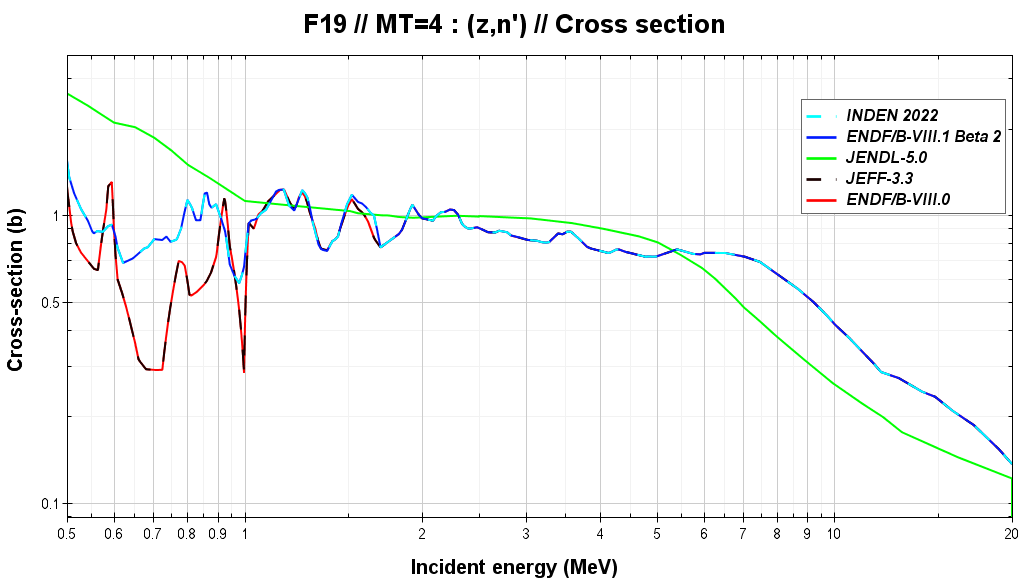 F19 // MT=4 : (z,n') // Cross section
INDEN 2022
ENDF/B-VIII.1 Beta 2
JENDL-5.0
JEFF-3.3
ENDF/B-VIII.0
Cross-section (b)
1
0.5
0.1
0.5 0.6 0.7 0.8 0.9 1 2 3 4 5 6 7 8 9 10 20
Incident energy (MeV)